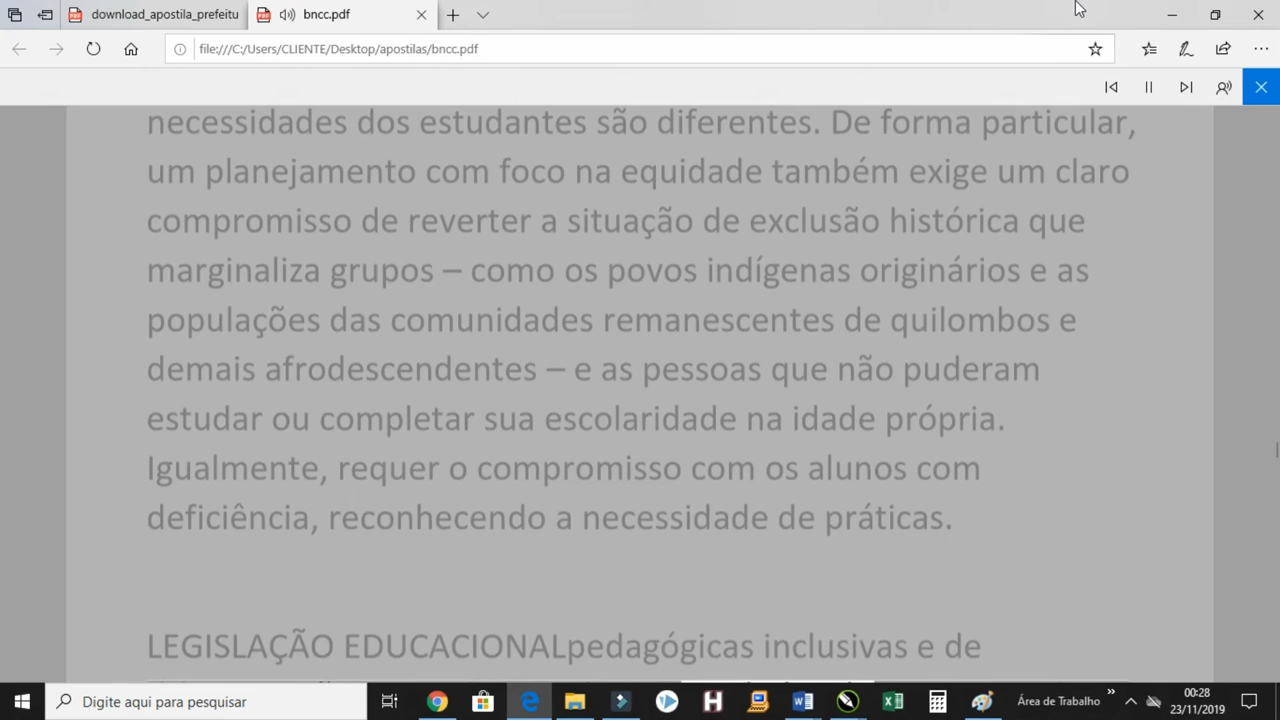 download_apostila_prefeitu
bncc.pdf
file:///C:/Users/CLIENTE/Desktop/apostilas/bncc.pdf
necessidades dos estudantes são diferentes. De forma particular,
um planejamento com foco na equidade também exige um claro
compromisso de reverter a situação de exclusão histórica que
marginaliza grupos – como os povos indígenas originários e as
populações das comunidades remanescentes de quilombos e
demais afrodescendentes – e as pessoas que não puderam
estudar ou completar sua escolaridade na idade própria.
Igualmente, requer o compromisso com os alunos com
deficiência, reconhecendo a necessidade de práticas.
LEGISLAÇÃO EDUCACIONALpedagógicas inclusivas e de
Digite aqui para pesquisar
Área de Trabalho
00:28
23/11/2019